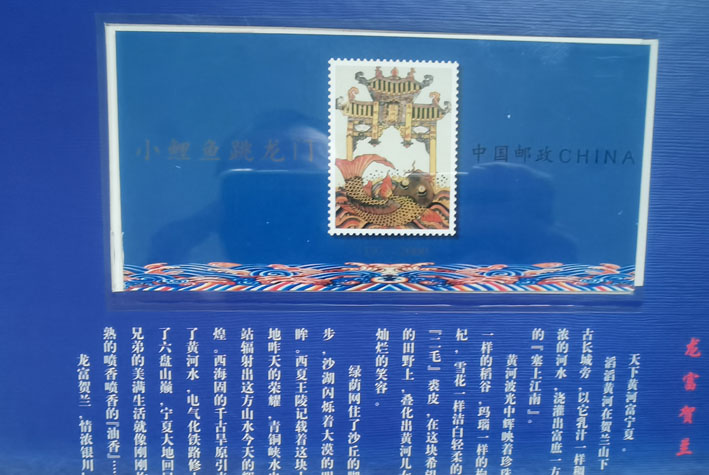 小鲤鱼跳龙门
中国邮政CHINA
龙富贺兰
天下黄河富宁夏。
滔滔黄河在贺兰山下
古长城旁，以它乳汁一样稠
浓的河水，浇灌出富庶一方
的『塞上江南』。
黄河波光中辉映着珍珠
一样的稻谷，玛瑙一样的枸
杞，雪花一样洁白轻柔的
『二毛』裘皮，在这块希望
的田野上，叠化出黄河儿女
灿烂的笑容。
绿荫网住了沙丘的
步，沙湖闪烁着大漠的
眸。西夏王陵记载着这块
地昨天的荣耀，青铜峡水
站辐射出这方山水今天的
煌。西海固的千古旱原引
了黄河水，电气化铁路修
了六盘山巅，宁夏大地回
兄弟的美满生活就像刚刚
熟的喷香喷香的『油香』…
龙富贺兰，情浓银川